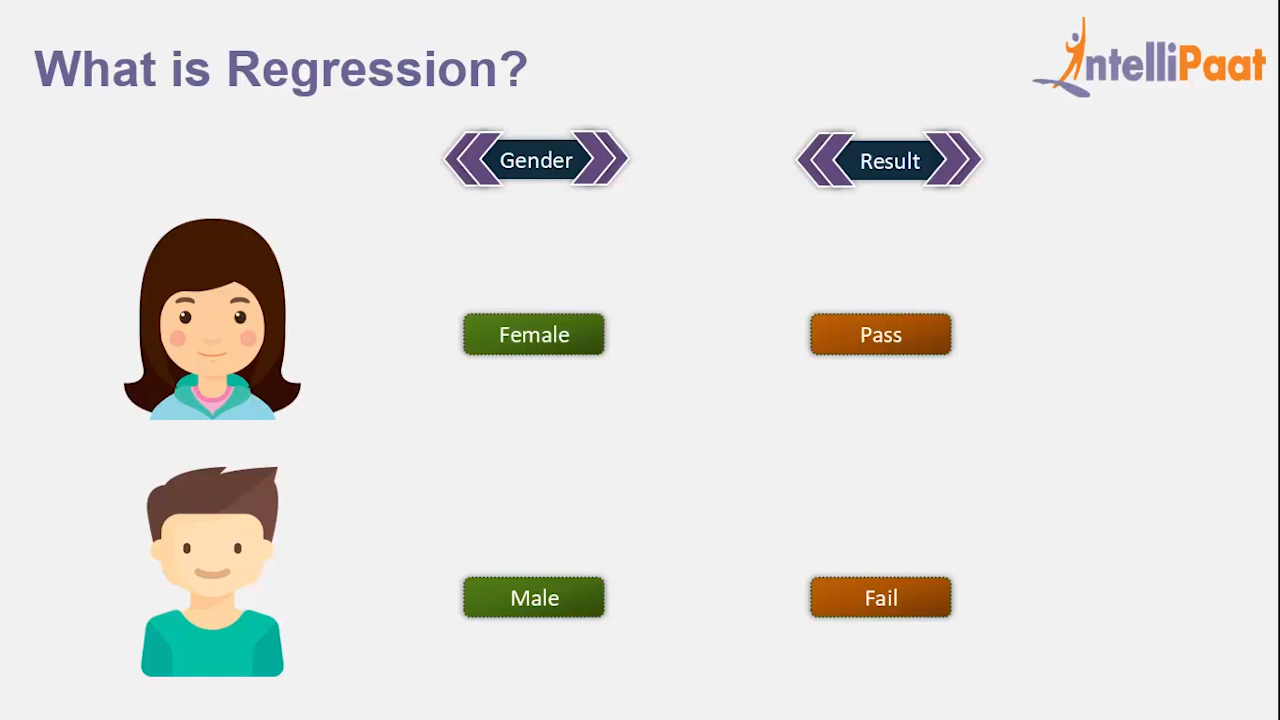 What is Regression?
IntelliPaat
Gender
Result
Female
Pass
Male
Fail